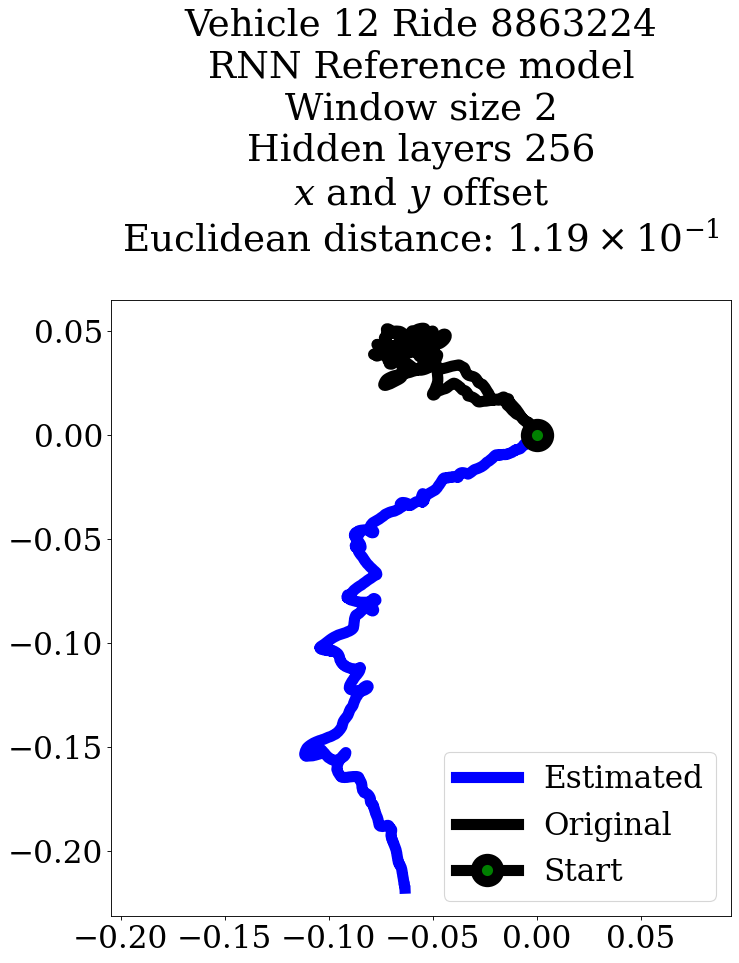 Vehicle 12 Ride 8863224
RNN Reference model
Window size 2
Hidden layers 256
x and y offset
Euclidean distance: 1.19 × 10⁻¹
0.05
0.00
−0.05
−0.10
−0.15
−0.20
Estimated
Original
Start
−0.20 −0.15 −0.10 −0.05 0.00 0.05